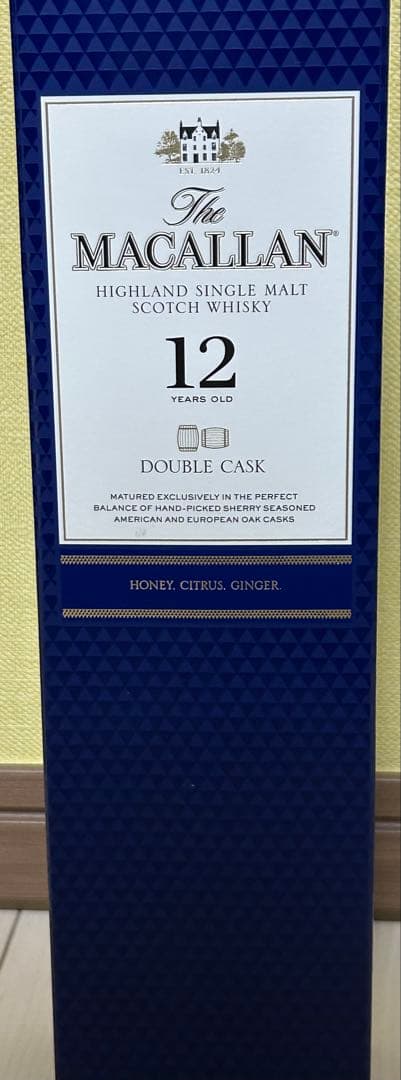 EST. 1824
The
MACALLAN®
HIGHLAND SINGLE MALT
SCOTCH WHISKY
12
YEARS OLD
DOUBLE CASK
MATURED EXCLUSIVELY IN THE PERFECT
BALANCE OF HAND-PICKED SHERRY SEASONED
AMERICAN AND EUROPEAN OAK CASKS
HONEY. CITRUS. GINGER.